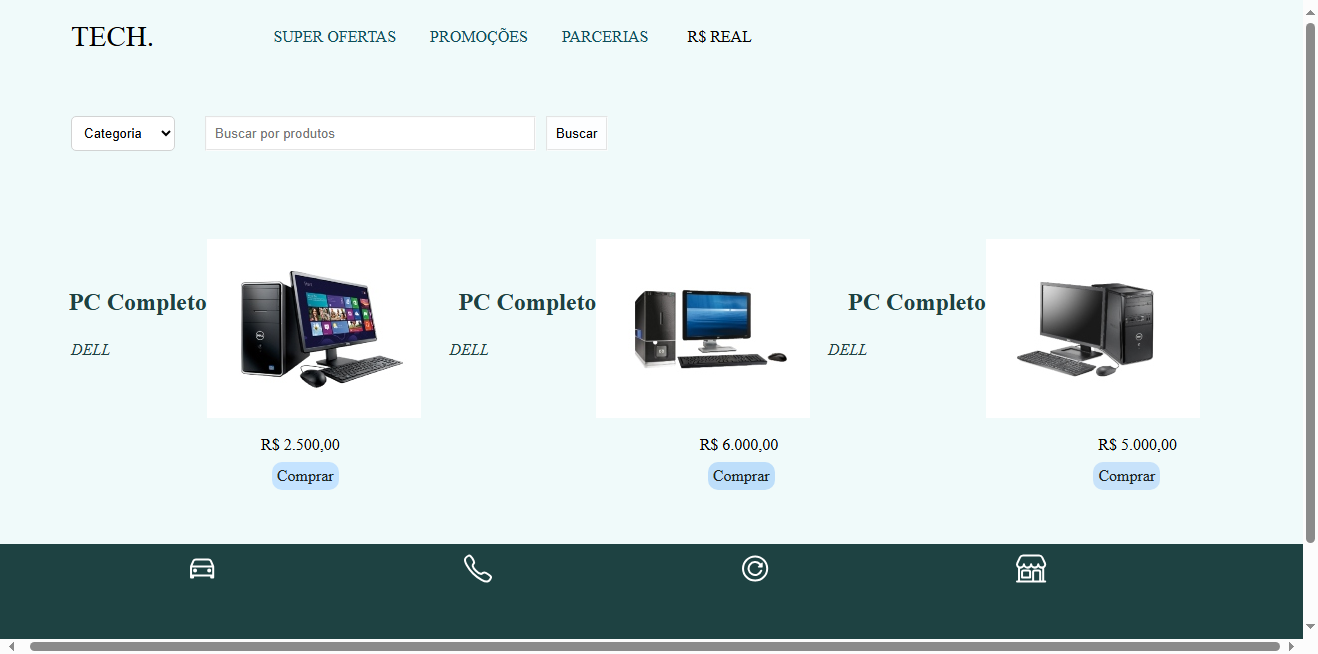 TECH.
SUPER OFERTAS PROMOÇÕES PARCERIAS R$ REAL
Categoria Buscar por produtos Buscar
PC Completo PC Completo PC Completo
DELL DELL DELL
R$ 2.500,00 R$ 6.000,00 R$ 5.000,00
Comprar Comprar Comprar